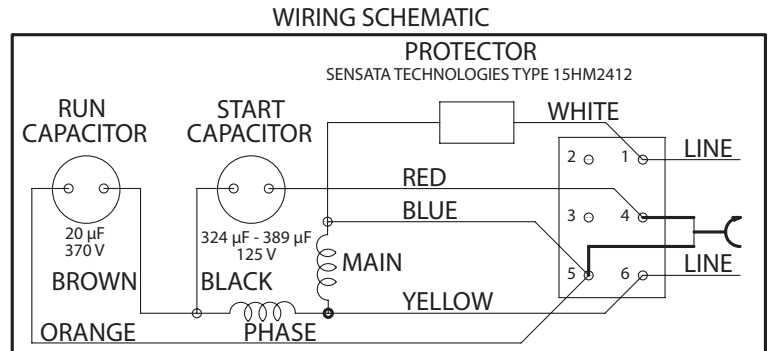 WIRING SCHEMATIC
PROTECTOR
SENSATA TECHNOLOGIES TYPE 15HM2412
RUN
CAPACITOR
START
CAPACITOR
WHITE
2 1 LINE
RED
BLUE
3 4
20 µF
370 V
324 µF - 389 µF
125 V
MAIN
5 6 LINE
BROWN
BLACK
YELLOW
ORANGE
PHASE